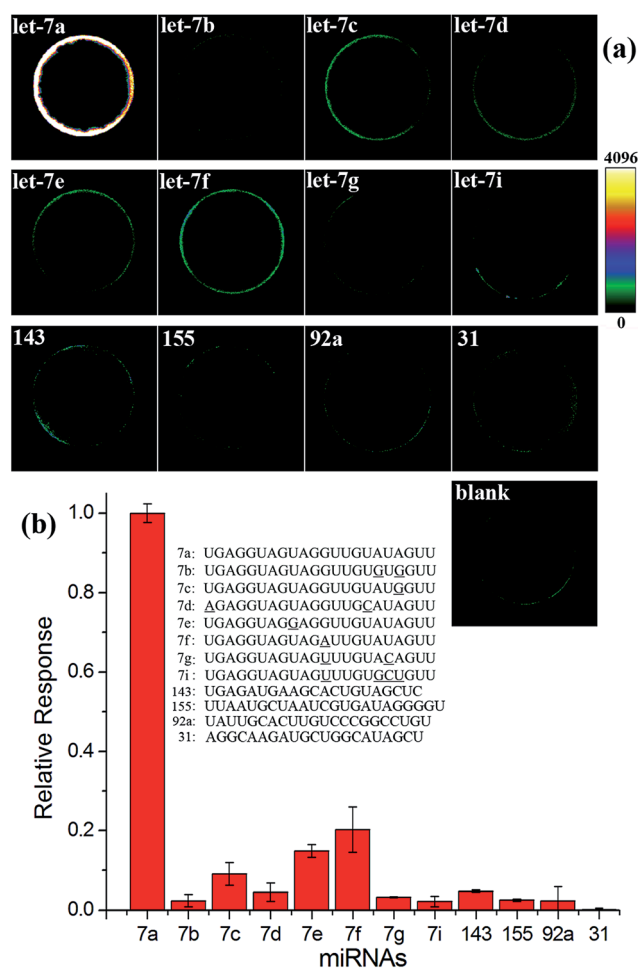 let-7a let-7b let-7c let-7d (a)
4096
let-7e let-7f let-7g let-7i
0
143 155 92a 31
blank
(b)
7a: UGAGGUAGUAGGUUGUAUAGUU
7b: UGAGGUAGUAGGUUGUGUGGUU
7c: UGAGGUAGUAGGUUGUAUGGUU
7d: AGAGGUAGUAGGUUGCAUAGUU
7e: UGAGGUAGGAGGUUGUAUAGUU
7f: UGAGGUAGUAGAUUGUAUAGUU
7g: UGAGGUAGUAGUUUGUACAGUU
7i: UGAGGUAGUAGUUUGUGCUGUU
143: UGAGAUGAAGCACUGUAGCUC
155: UUAAUGCUAAUCGUGAUAGGGGU
92a: UAUUGCACUUGUCCCGGCCUGU
31: AGGCAAGAUGCUGGCAUAGCU
Relative Response
1.0
0.8
0.6
0.4
0.2
0.0
7a 7b 7c 7d 7e 7f 7g 7i 143 155 92a 31
miRNAs